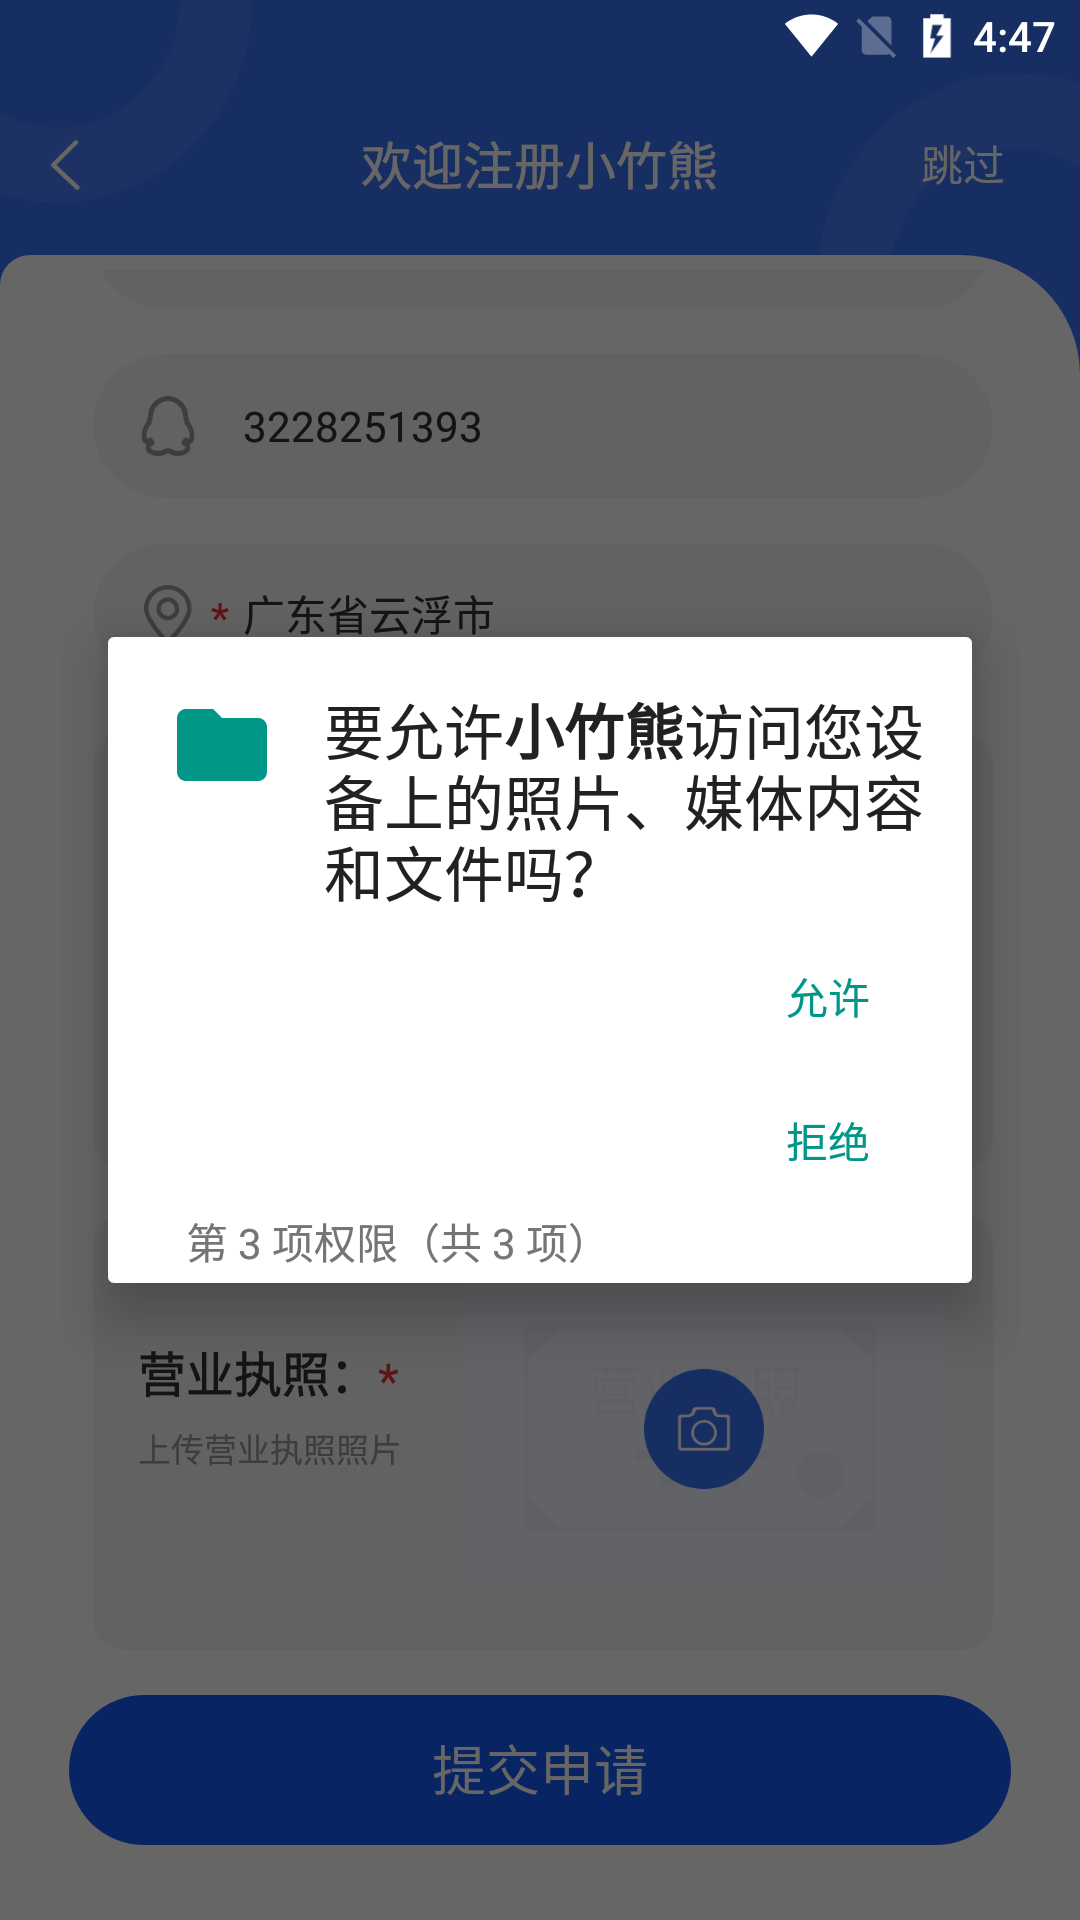 4:47
欢迎注册小竹熊
跳过
3228251393
* 广东省云浮市
要允许小竹熊访问您设
备上的照片、媒体内容
和文件吗？
允许
拒绝
第 3 项权限（共 3 项）
营业执照：*
上传营业执照照片
提交申请